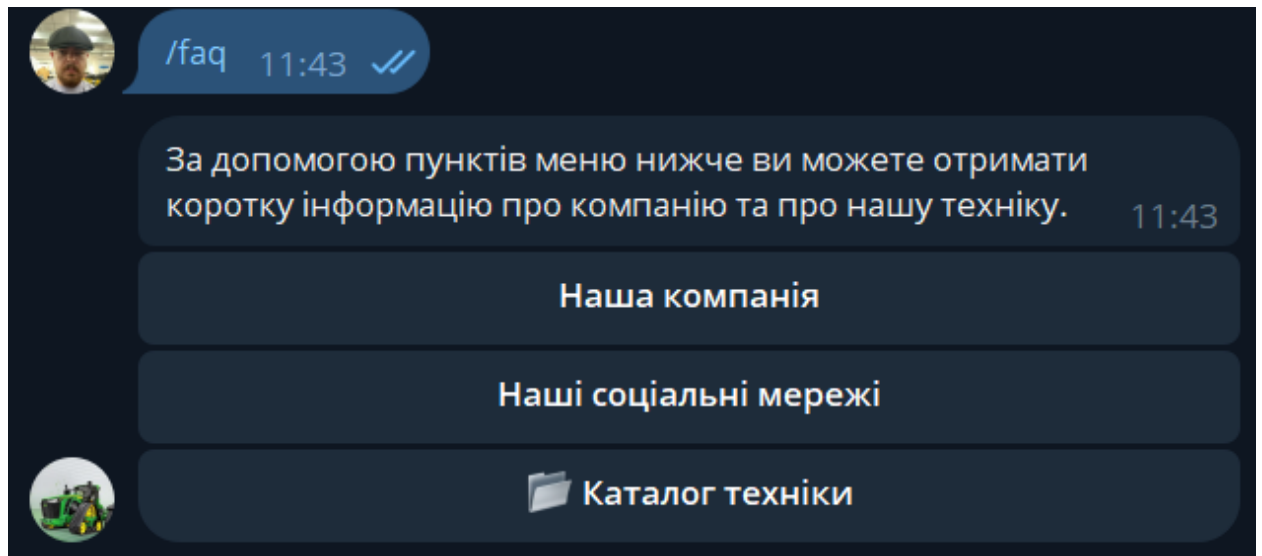 /faq 11:43
За допомогою пунктів меню нижче ви можете отримати
коротку інформацію про компанію та про нашу техніку. 11:43
Наша компанія
Наші соціальні мережі
Каталог техніки